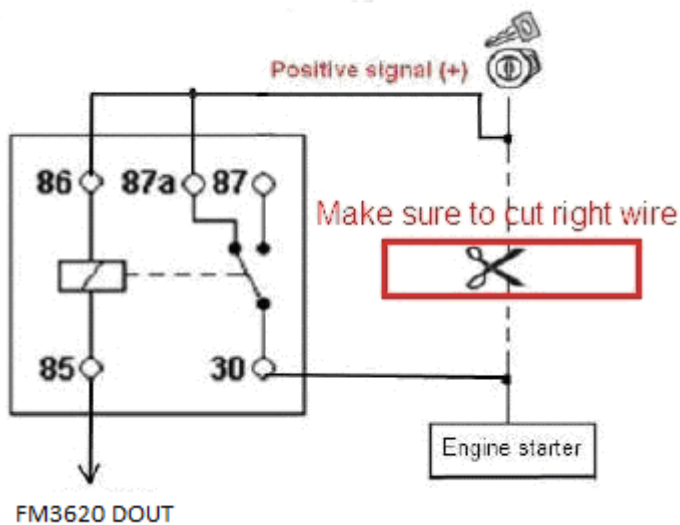 Positive signal (+)
86
87a
87
Make sure to cut right wire
85
30
Engine starter
FM3620 DOUT